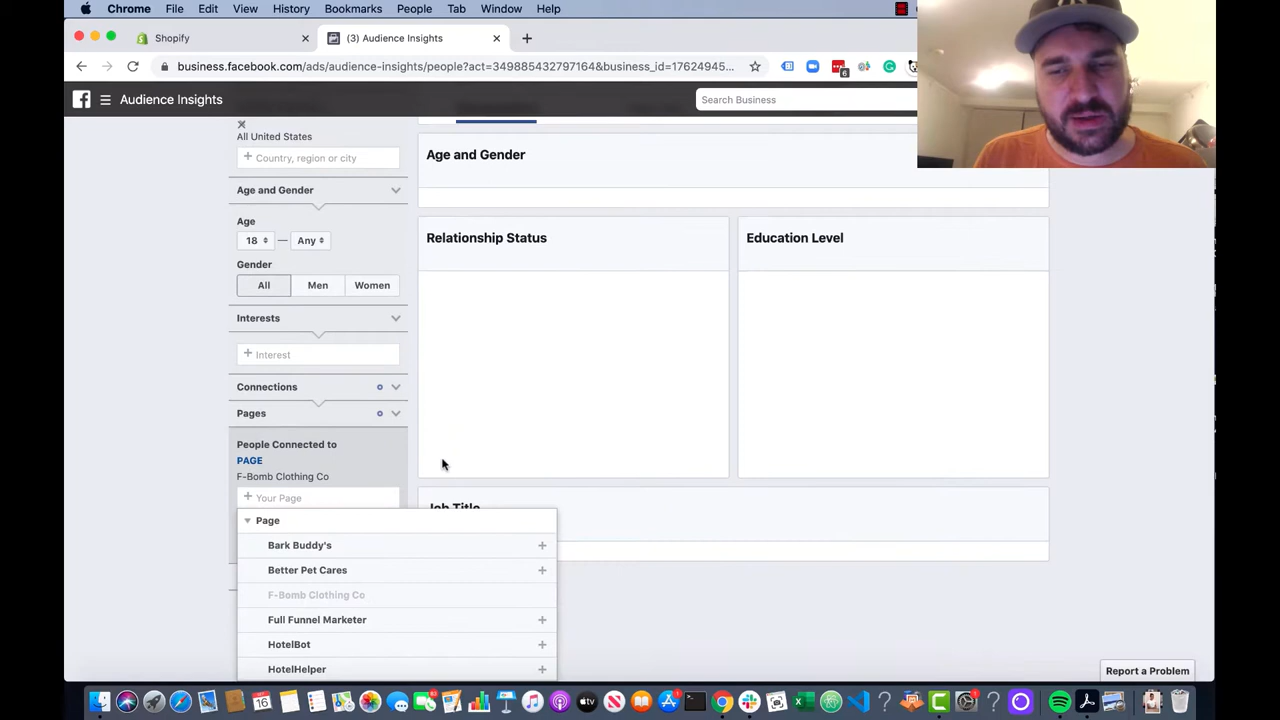 Chrome File Edit View History Bookmarks People Tab Window Help
Shopify
(3) Audience Insights
business.facebook.com/ads/audience-insights/people?act=349885432797164&business_id=17624945...
6
Audience Insights
Search Business
All United States
Country, region or city
Age and Gender
Age
18 — Any
Gender
All Men Women
Interests
Interest
Connections
Pages
People Connected to
PAGE
F-Bomb Clothing Co
Your Page
Page
Bark Buddy's
Better Pet Cares
F-Bomb Clothing Co
Full Funnel Marketer
HotelBot
HotelHelper
Age and Gender
Relationship Status
Education Level
Job Title
Report a Problem